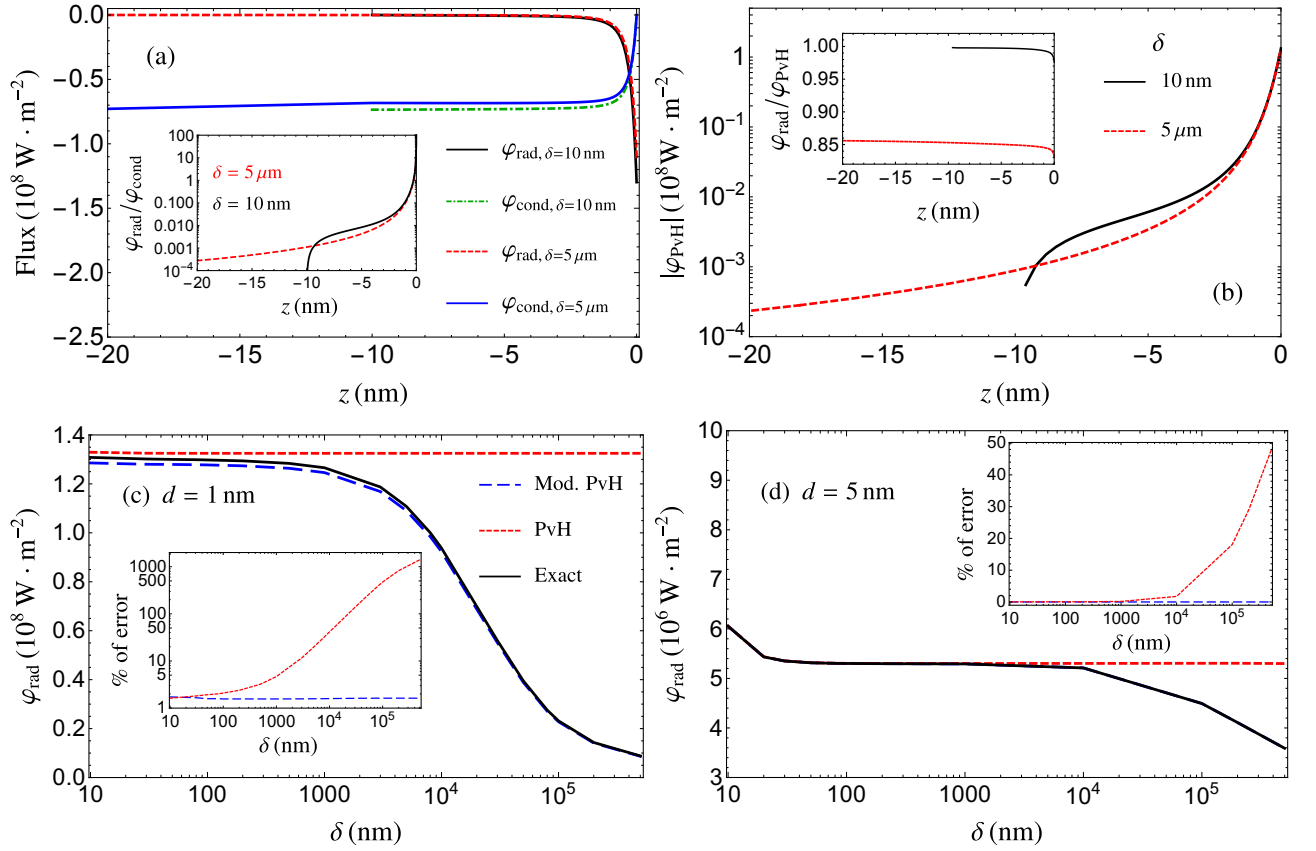 (a)
Flux (10⁸ W · m⁻²)
0.0
−0.5
−1.0
−1.5
−2.0
−2.5
−20
−15
−10
−5
0
z (nm)
φrad, δ=10 nm
φcond, δ=10 nm
φrad, δ=5 μm
φcond, δ=5 μm
φrad/φcond
100
10
1
0.100
0.010
0.001
10⁻⁴
δ = 5 μm
δ = 10 nm
−20
−15
−10
−5
0
z (nm)
(b)
|φPvH| (10⁸ W · m⁻²)
1
10⁻¹
10⁻²
10⁻³
10⁻⁴
−20
−15
−10
−5
0
z (nm)
δ
10 nm
5 μm
φrad/φPvH
1.00
0.95
0.90
0.85
−20
−15
−10
−5
0
z (nm)
(c) d = 1 nm
φrad (10⁸ W · m⁻²)
1.4
1.2
1.0
0.8
0.6
0.4
0.2
0.0
10
100
1000
10⁴
10⁵
δ (nm)
Mod. PvH
PvH
Exact
% of error
1000
500
100
50
10
5
1
10
100
1000
10⁴
10⁵
δ (nm)
(d) d = 5 nm
φrad (10⁶ W · m⁻²)
10
9
8
7
6
5
4
3
10
100
1000
10⁴
10⁵
δ (nm)
% of error
50
40
30
20
10
0
10
100
1000
10⁴
10⁵
δ (nm)